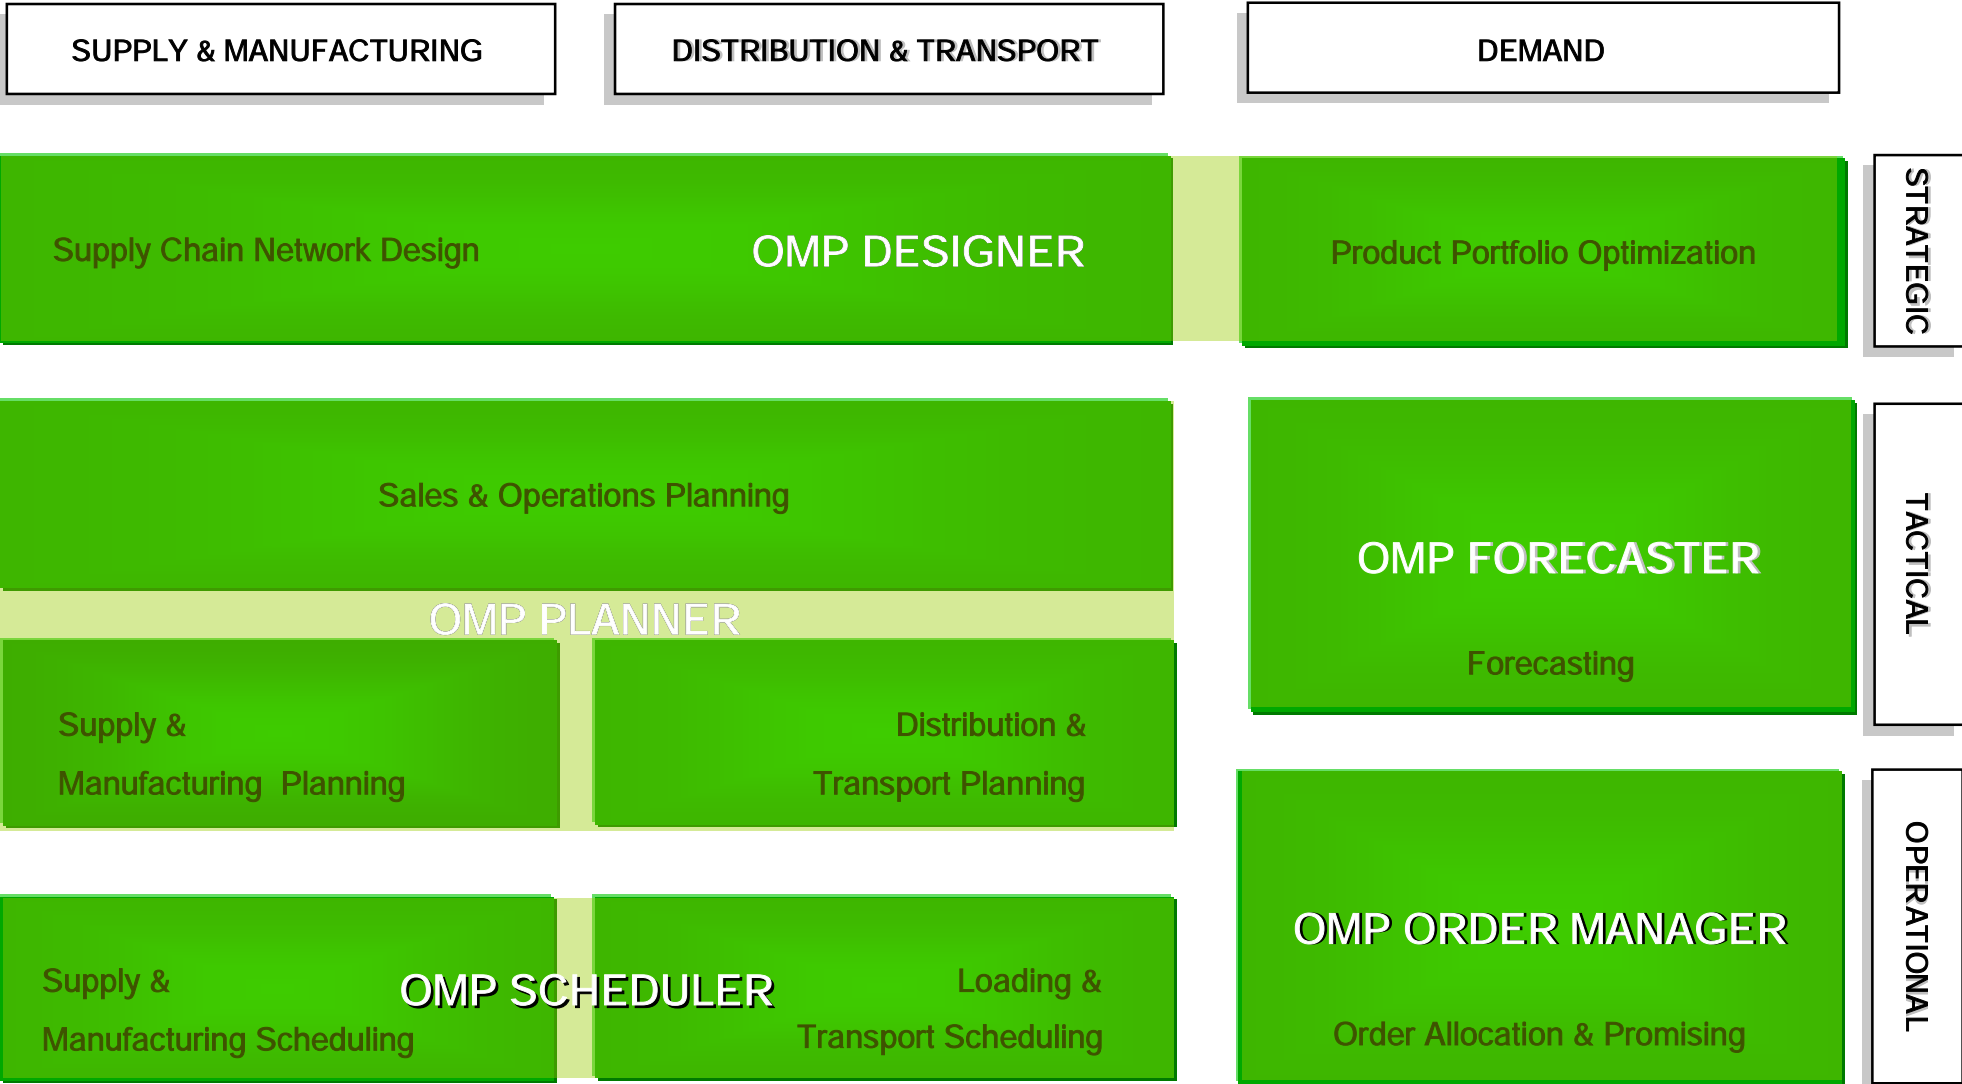 SUPPLY & MANUFACTURING
DISTRIBUTION & TRANSPORT
DEMAND
Supply Chain Network Design
OMP DESIGNER
Product Portfolio Optimization
STRATEGIC
Sales & Operations Planning
OMP PLANNER
Supply &
Manufacturing Planning
Distribution &
Transport Planning
OMP FORECASTER
Forecasting
TACTICAL
Supply &
Manufacturing Scheduling
OMP SCHEDULER
Loading &
Transport Scheduling
OMP ORDER MANAGER
Order Allocation & Promising
OPERATIONAL